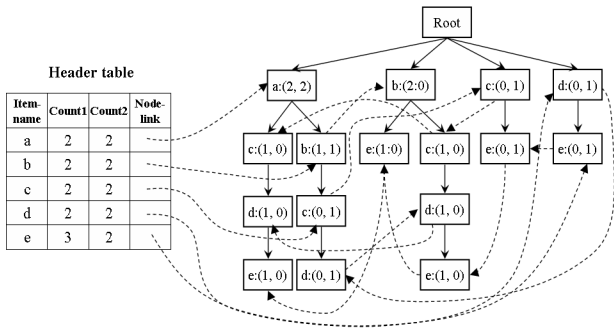 Root
Header table
Item-name Count1 Count2 Node-link
a 2 2
b 2 2
c 2 2
d 2 2
e 3 2
a:(2, 2) b:(2:0) c:(0, 1) d:(0, 1)
c:(1, 0) b:(1, 1) e:(1:0) c:(1, 0) e:(0, 1) e:(0, 1)
d:(1, 0) c:(0, 1) d:(1, 0)
e:(1, 0) d:(0, 1) e:(1, 0)